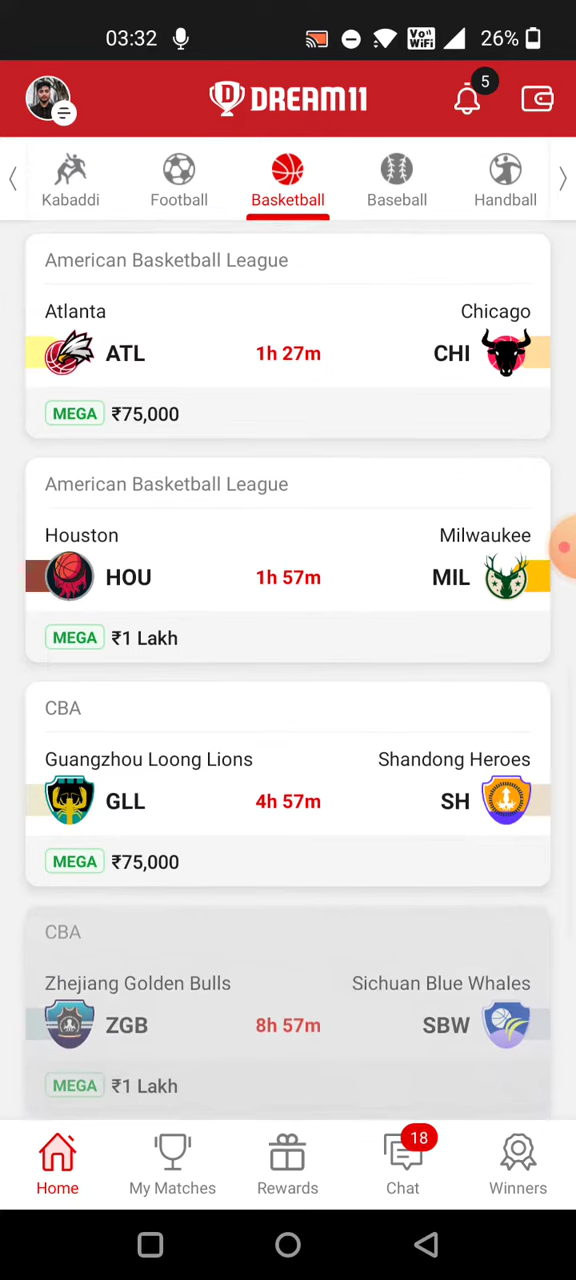 03:32 Vo)) WiFi 26%
DREAM11 5
Kabaddi Football Basketball Baseball Handball
American Basketball League
Atlanta Chicago
ATL 1h 27m CHI
MEGA ₹75,000
American Basketball League
Houston Milwaukee
HOU 1h 57m MIL
MEGA ₹1 Lakh
CBA
Guangzhou Loong Lions Shandong Heroes
GLL 4h 57m SH
MEGA ₹75,000
CBA
Zhejiang Golden Bulls Sichuan Blue Whales
ZGB 8h 57m SBW
MEGA ₹1 Lakh
18
Home My Matches Rewards Chat Winners